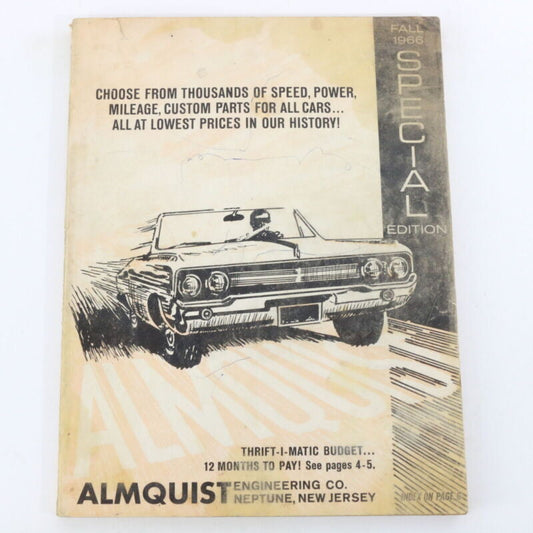 FALL
1966
SPECIAL
EDITION
CHOOSE FROM THOUSANDS OF SPEED, POWER,
MILEAGE, CUSTOM PARTS FOR ALL CARS...
ALL AT LOWEST PRICES IN OUR HISTORY!
ALMQUIST
THRIFT-I-MATIC BUDGET...
12 MONTHS TO PAY! See pages 4-5.
ALMQUIST ENGINEERING CO.
NEPTUNE, NEW JERSEY
INDEX ON PAGE